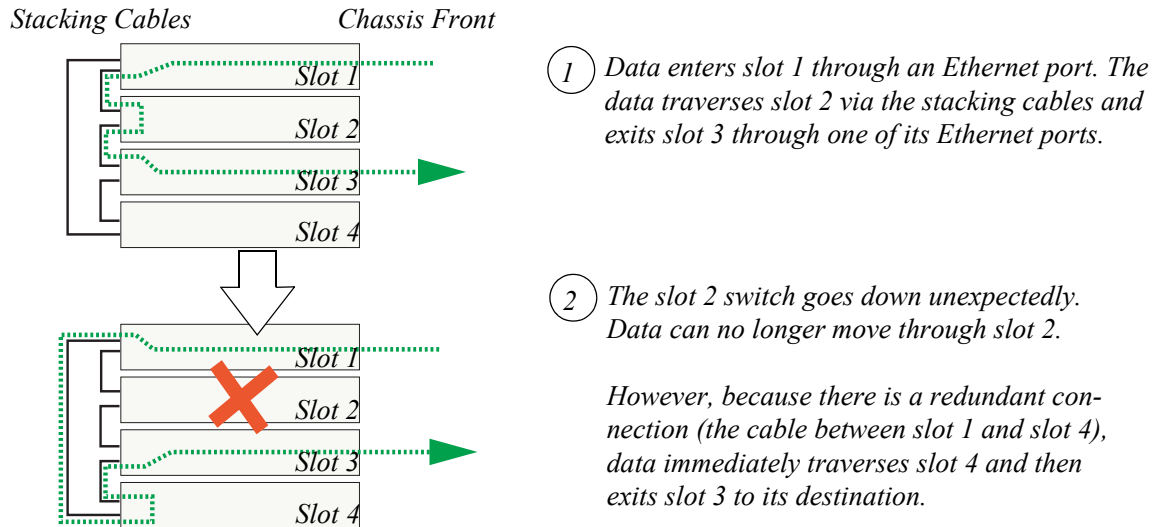 Stacking Cables
Chassis Front
Slot 1
Slot 2
Slot 3
Slot 4
1
Data enters slot 1 through an Ethernet port. The
data traverses slot 2 via the stacking cables and
exits slot 3 through one of its Ethernet ports.
Slot 1
Slot 2
Slot 3
Slot 4
2
The slot 2 switch goes down unexpectedly.
Data can no longer move through slot 2.
However, because there is a redundant con-
nection (the cable between slot 1 and slot 4),
data immediately traverses slot 4 and then
exits slot 3 to its destination.